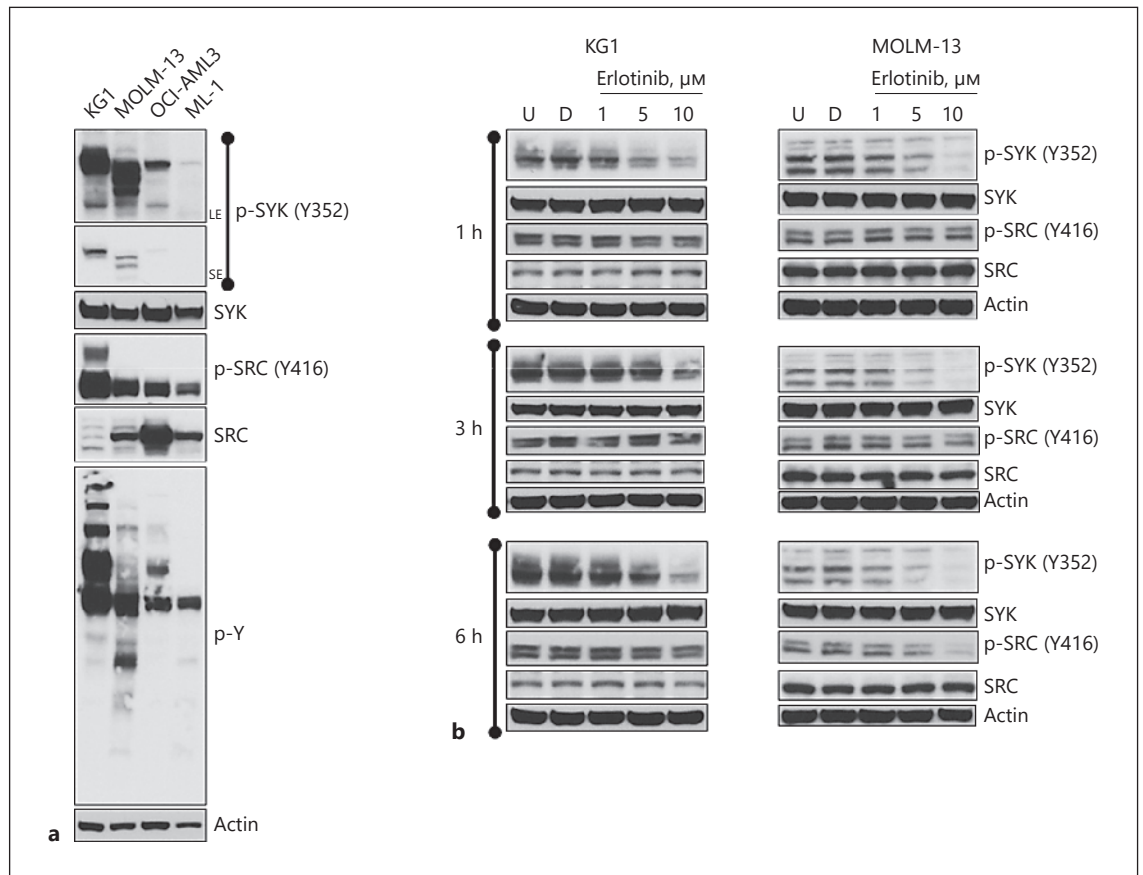 KG1
MOLM-13
OCI-AML3
ML-1
LE
p-SYK (Y352)
SE
SYK
p-SRC (Y416)
SRC
p-Y
Actin
a
KG1
MOLM-13
Erlotinib, µM
Erlotinib, µM
U D 1 5 10
U D 1 5 10
1 h
p-SYK (Y352)
SYK
p-SRC (Y416)
SRC
Actin
3 h
p-SYK (Y352)
SYK
p-SRC (Y416)
SRC
Actin
6 h
p-SYK (Y352)
SYK
p-SRC (Y416)
SRC
Actin
b